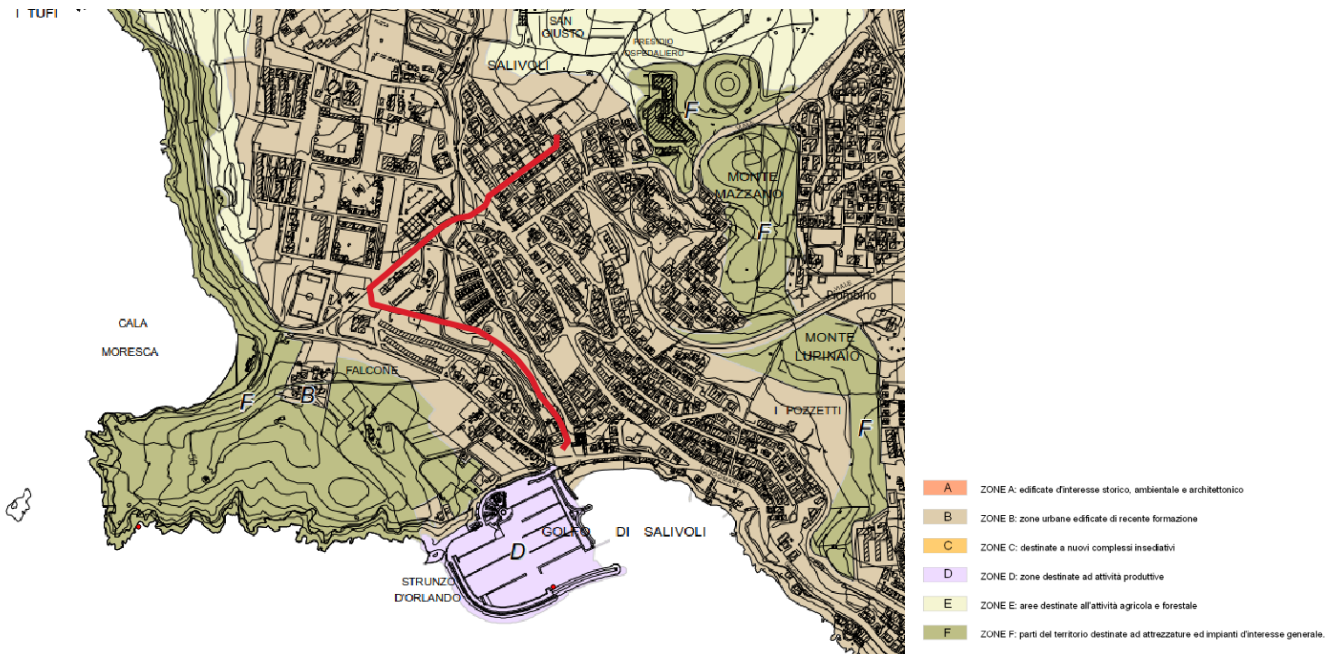 I TUFI
SAN
GIUSTO
PRESIDIO
OSPEDALIERO
SALIVOLI
F
MONTE
MAZZANO
F
VIALE
Piombino
CALA
MORESCA
MONTE
LUPINAIO
FALCONE
F
B
I POZZETTI
F
GOLFO DI SALIVOLI
D
STRUNZO
D'ORLANDO
A ZONE A: edificate d'interesse storico, ambientale e architettonico
B ZONE B: zone urbane edificate di recente formazione
C ZONE C: destinate a nuovi complessi insediativi
D ZONE D: zone destinate ad attività produttive
E ZONE E: aree destinate all'attività agricola e forestale
F ZONE F: parti del territorio destinate ad attrezzature ed impianti d'interesse generale.